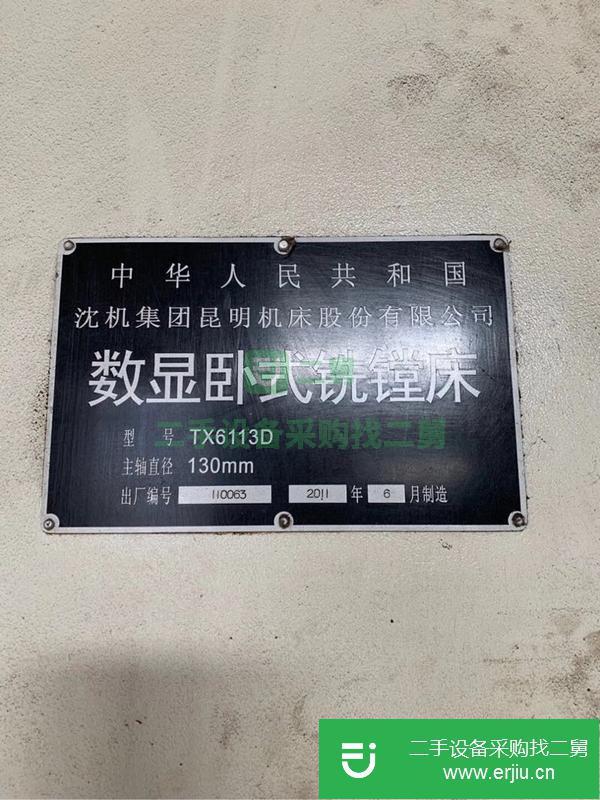 中华人民共和国
沈机集团昆明机床股份有限公司
数显卧式铣镗床
型 号 TX6113D
主轴直径 130mm
出厂编号 110063 2011 年 6 月制造
二手设备采购找二舅
二手设备采购找二舅
www.erjiu.cn